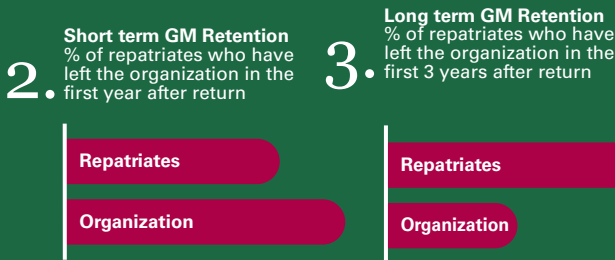 2.
Short term GM Retention
% of repatriates who have
left the organization in the
first year after return
Repatriates
Organization
3.
Long term GM Retention
% of repatriates who have
left the organization in the
first 3 years after return
Repatriates
Organization